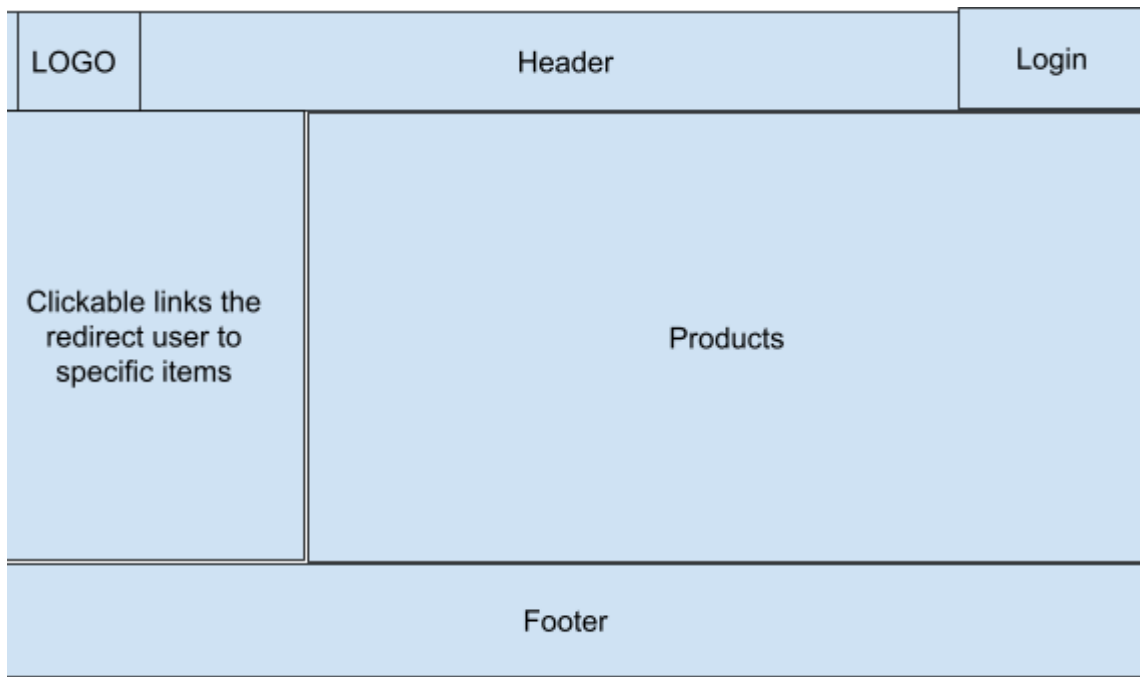 LOGO
Header
Login
Clickable links the
redirect user to
specific items
Products
Footer